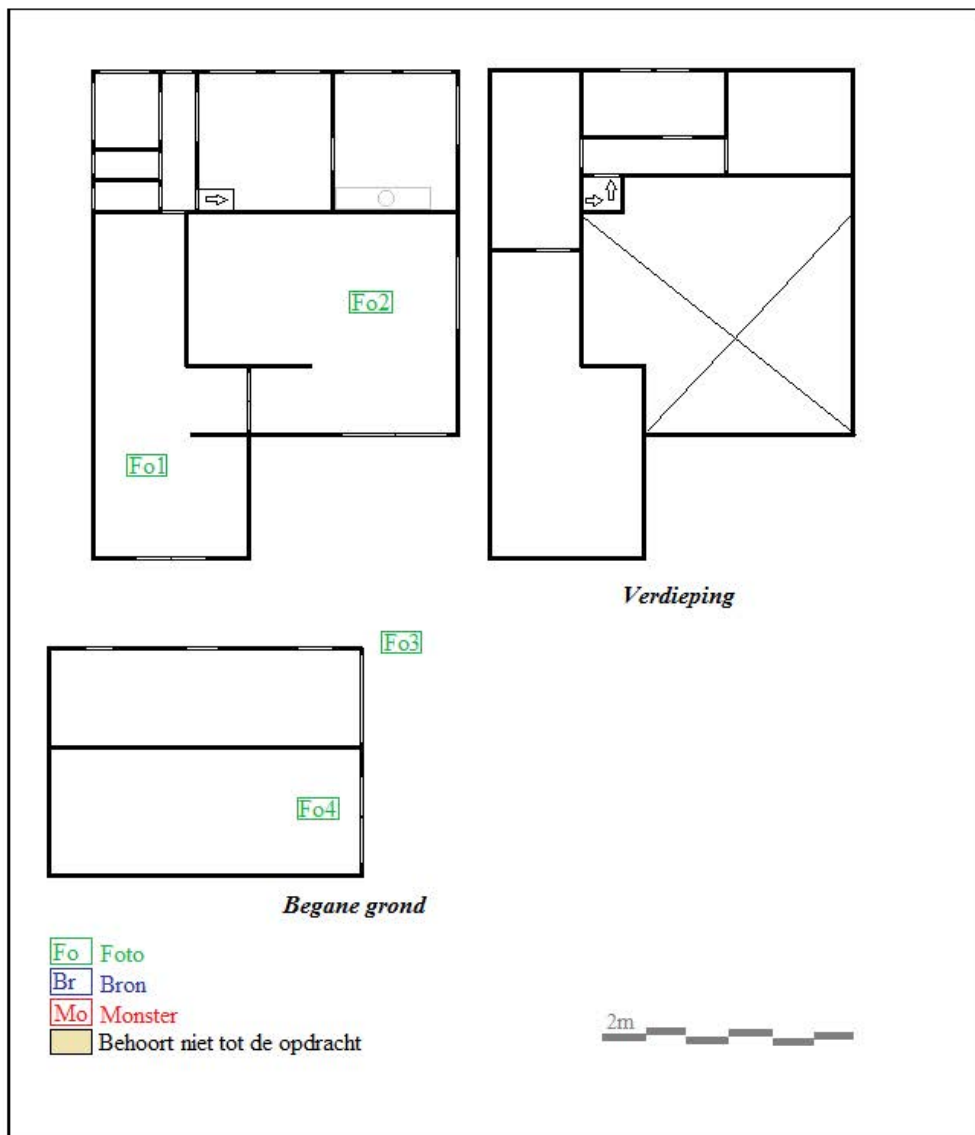 Fo2
Fo1
Verdieping
Fo3
Fo4
Begane grond
Fo Foto
Br Bron
Mo Monster
Behoort niet tot de opdracht
2m